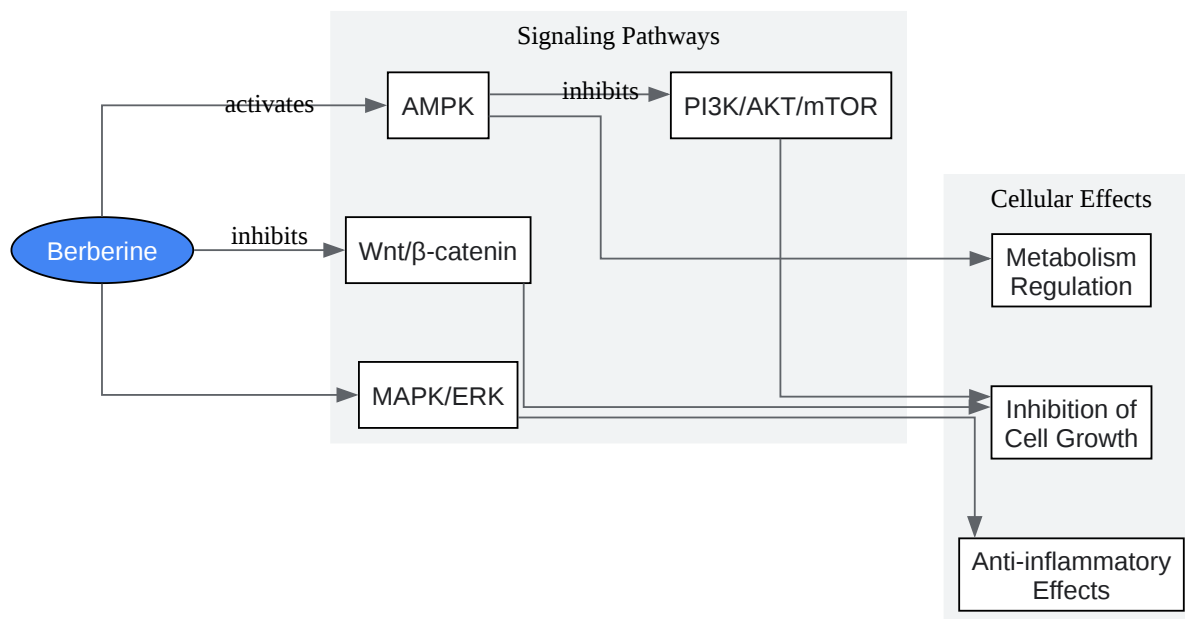 Signaling Pathways
activates
AMPK
inhibits
PI3K/AKT/mTOR
Cellular Effects
Berberine
inhibits
Wnt/β-catenin
Metabolism
Regulation
MAPK/ERK
Inhibition of
Cell Growth
Anti-inflammatory
Effects